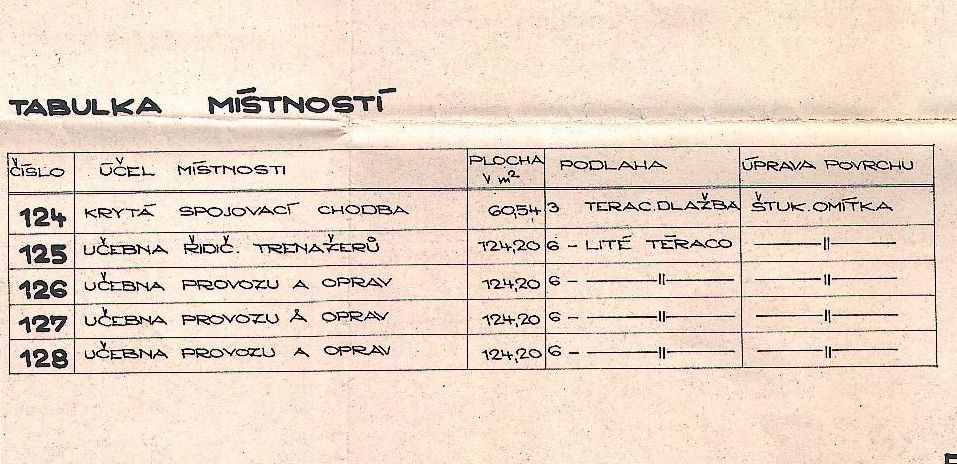 TABULKA MÍSTNOSTÍ
ČÍSLO ÚČEL MÍSTNOSTI PLOCHA V m² PODLAHA ÚPRAVA POVRCHU
124 KRYTÁ SPOJOVACÍ CHODBA 60,54 3 TERAC.DLAŽBA ŠTUK.OMÍTKA
125 UČEBNA ŘIDIČ. TRENAŽERŮ 124,20 6 - LITÉ TERACO —— || ——
126 UČEBNA PROVOZU A OPRAV 124,20 6 - —— || —— —— || ——
127 UČEBNA PROVOZU A OPRAV 124,20 6 - —— || —— —— || ——
128 UČEBNA PROVOZU A OPRAV 124,20 6 - —— || —— —— || ——